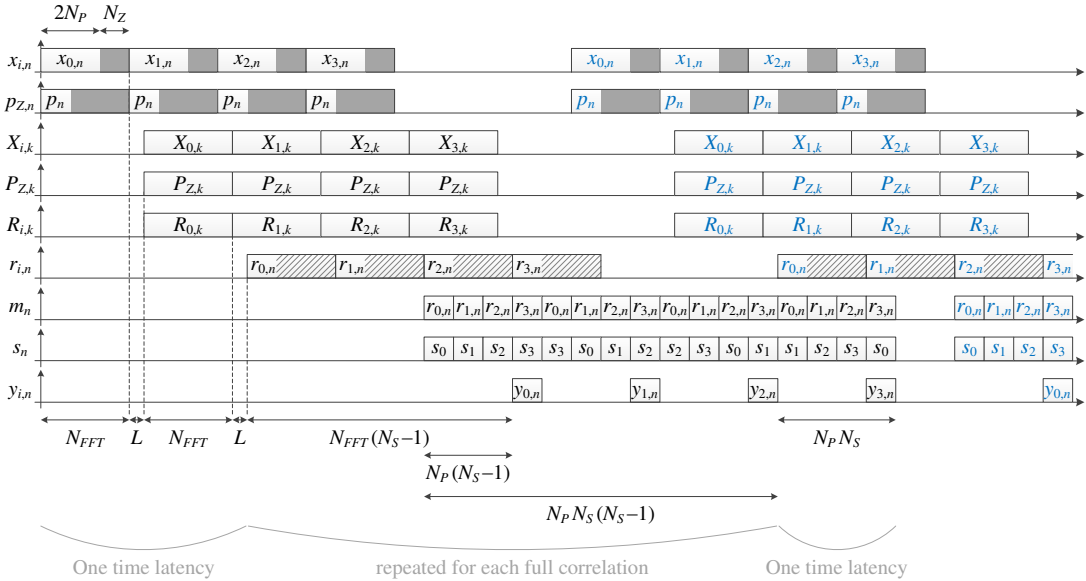 2N_P N_Z
x_{i,n} x_{0,n} x_{1,n} x_{2,n} x_{3,n} x_{0,n} x_{1,n} x_{2,n} x_{3,n}
p_{Z,n} p_n p_n p_n p_n p_n p_n p_n p_n
X_{i,k} X_{0,k} X_{1,k} X_{2,k} X_{3,k} X_{0,k} X_{1,k} X_{2,k} X_{3,k}
P_{Z,k} P_{Z,k} P_{Z,k} P_{Z,k} P_{Z,k} P_{Z,k} P_{Z,k} P_{Z,k} P_{Z,k}
R_{i,k} R_{0,k} R_{1,k} R_{2,k} R_{3,k} R_{0,k} R_{1,k} R_{2,k} R_{3,k}
r_{i,n} r_{0,n} r_{1,n} r_{2,n} r_{3,n} r_{0,n} r_{1,n} r_{2,n} r_{3,n}
m_n r_{0,n} r_{1,n} r_{2,n} r_{3,n} r_{0,n} r_{1,n} r_{2,n} r_{3,n} r_{0,n} r_{1,n} r_{2,n} r_{3,n} r_{0,n} r_{1,n} r_{2,n} r_{3,n} r_{0,n} r_{1,n} r_{2,n} r_{3,n}
s_n s_0 s_1 s_2 s_3 s_3 s_0 s_1 s_2 s_2 s_3 s_0 s_1 s_1 s_2 s_3 s_0 s_0 s_1 s_2 s_3
y_{i,n} y_{0,n} y_{1,n} y_{2,n} y_{3,n} y_{0,n}
N_{FFT} L N_{FFT} L N_{FFT}(N_S−1) N_P N_S
N_P(N_S−1)
N_P N_S(N_S−1)
One time latency repeated for each full correlation One time latency